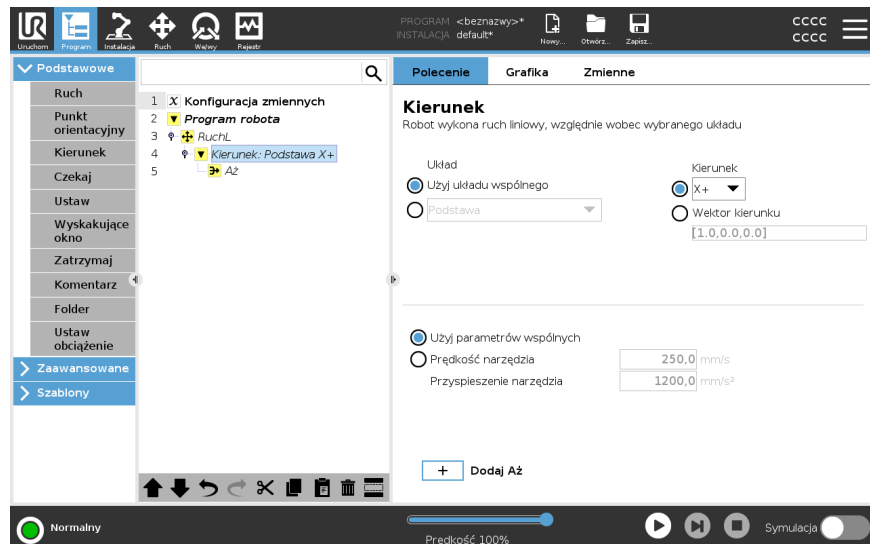 PROGRAM <beznazwy>*
INSTALACJA default*
Uruchom
Program
Instalacja
Ruch
We/wy
Rejestr
Nowy...
Otwórz...
Zapisz...
CCCC
CCCC
Podstawowe
Ruch
Punkt
orientacyjny
Kierunek
Czekaj
Ustaw
Wyskakujące
okno
Zatrzymaj
Komentarz
Folder
Ustaw
obciążenie
Zaawansowane
Szablony
1 X Konfiguracja zmiennych
2 Program robota
3 RuchL
4 Kierunek: Podstawa X+
5 Aż
Polecenie
Grafika
Zmienne
Kierunek
Robot wykona ruch liniowy, względnie wobec wybranego układu
Układ
Użyj układu wspólnego
Podstawa
Kierunek
X+
Wektor kierunku
[1.0,0.0,0.0]
Użyj parametrów wspólnych
Prędkość narzędzia 250,0 mm/s
Przyspieszenie narzędzia 1200,0 mm/s²
+ Dodaj Aż
Normalny
Prędkość 100%
Symulacja